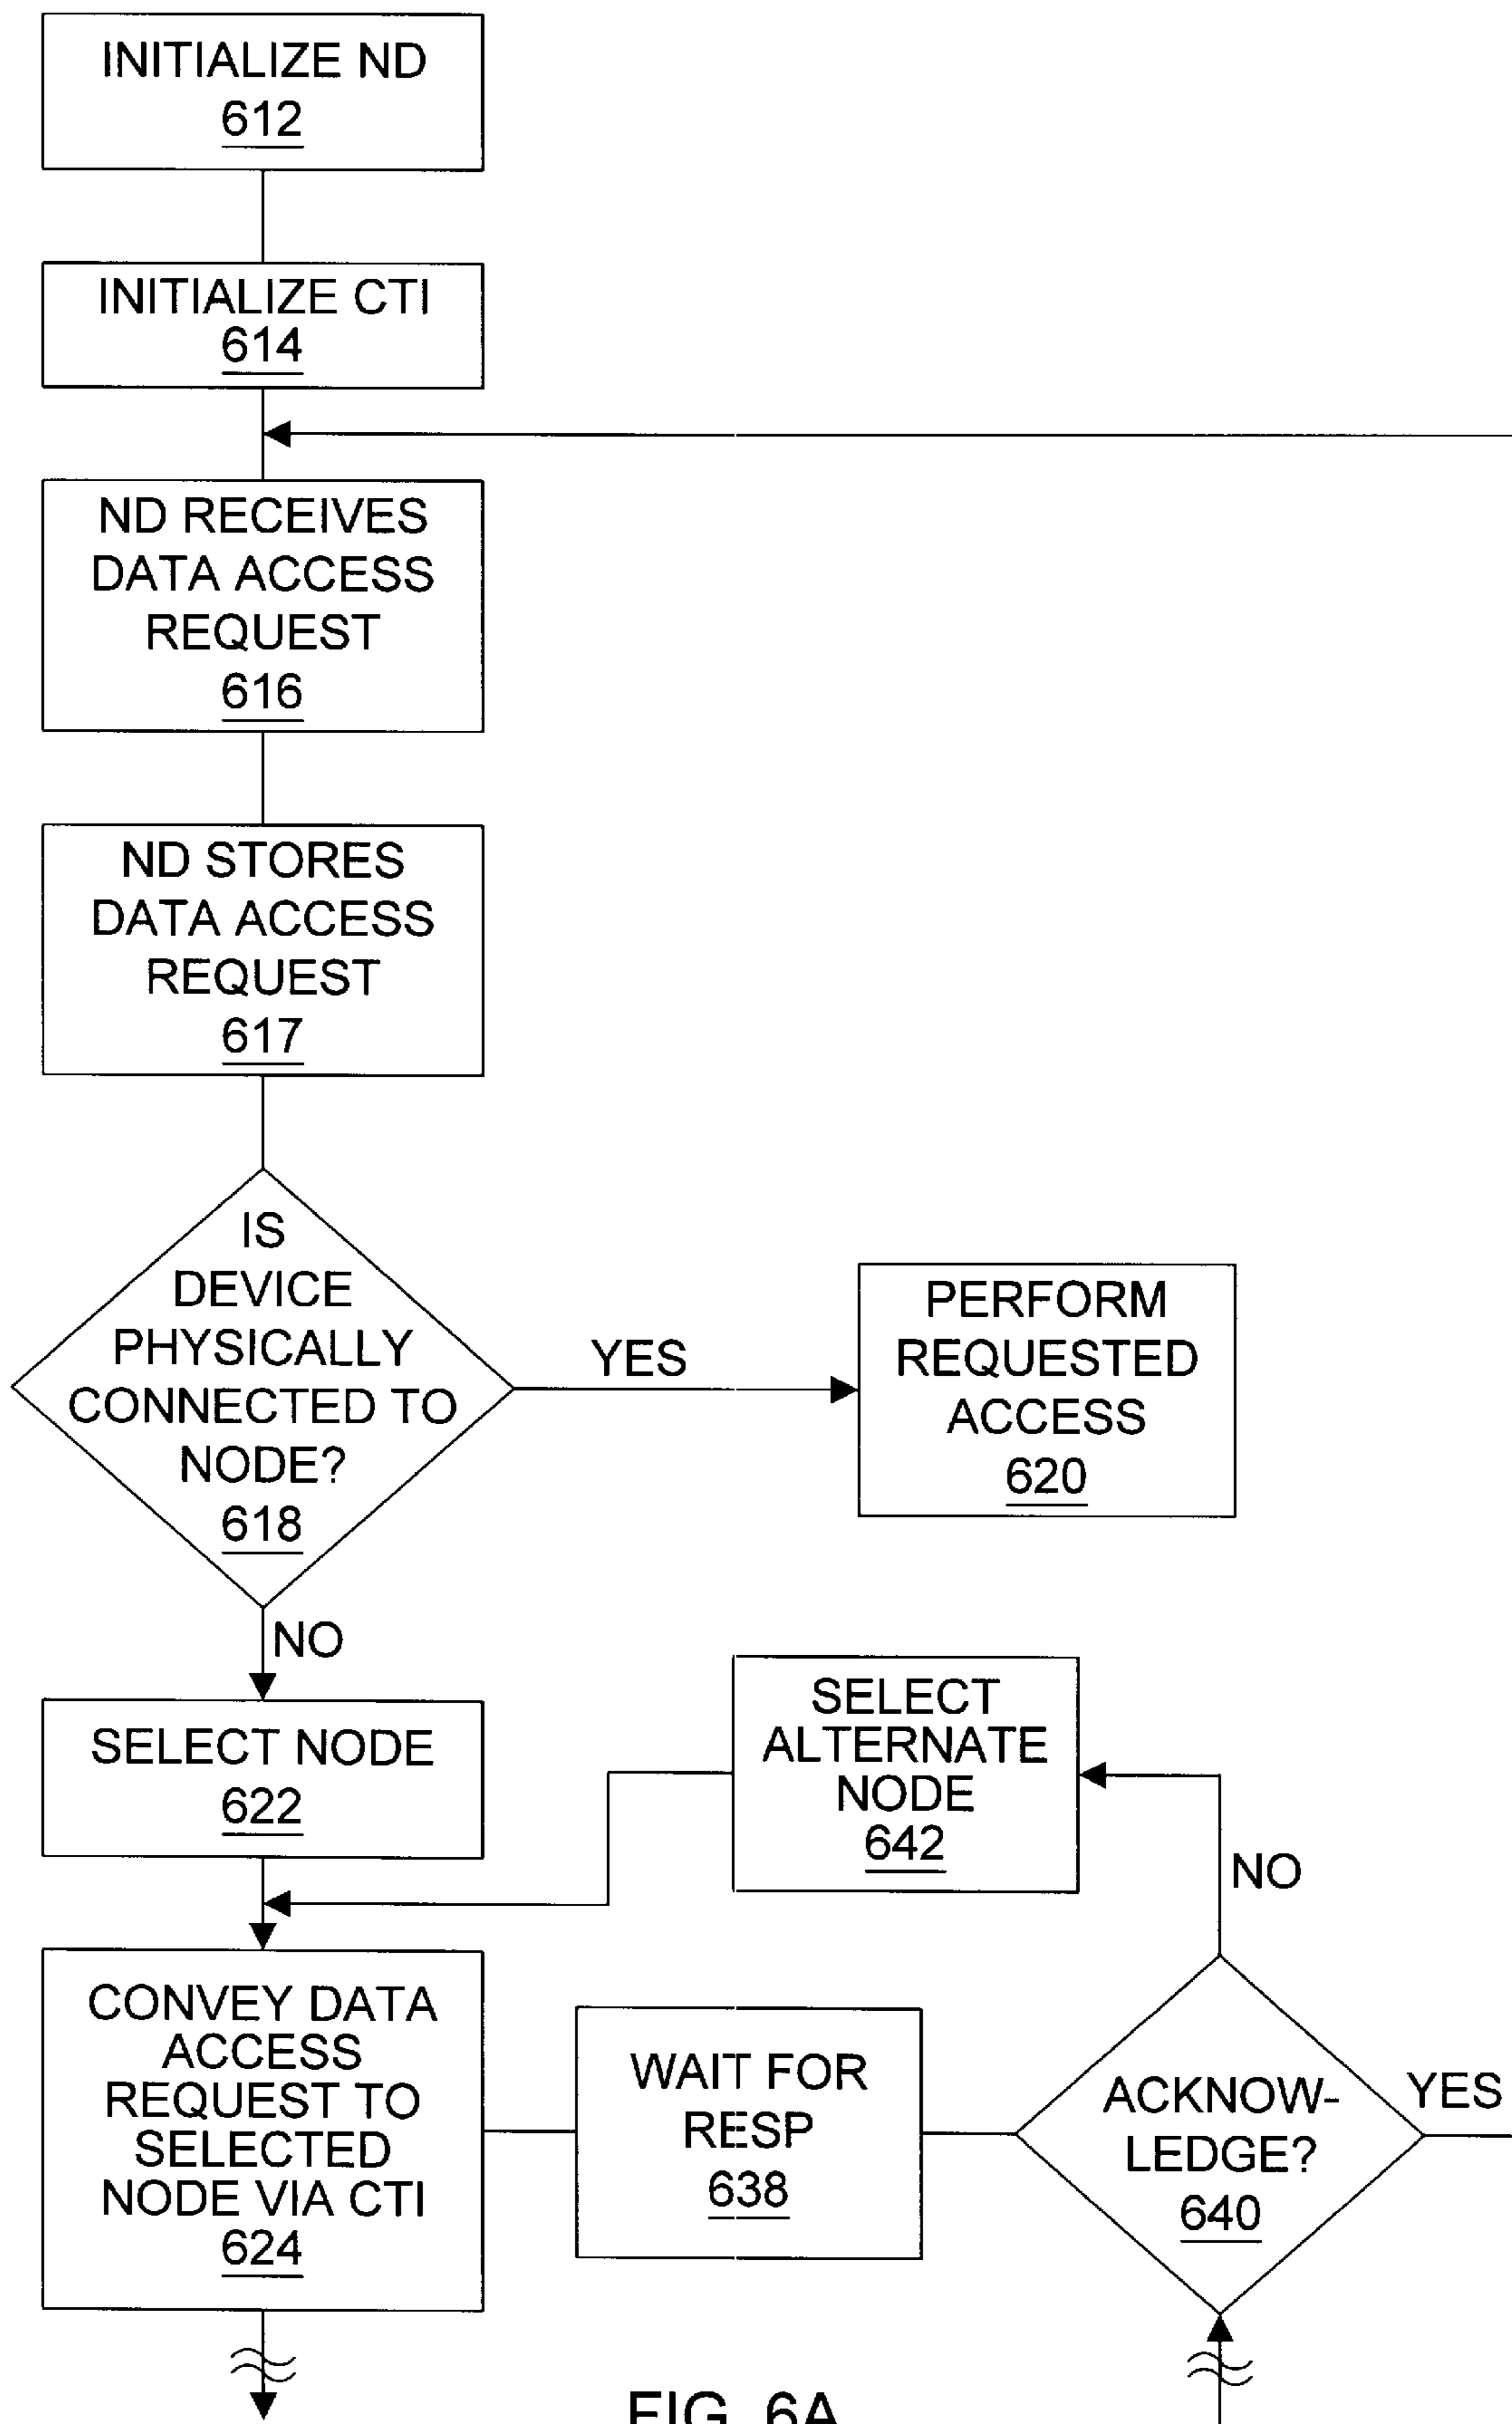 INITIALIZE ND
612
INITIALIZE CTI
614
ND RECEIVES
DATA ACCESS
REQUEST
616
ND STORES
DATA ACCESS
REQUEST
617
IS
DEVICE
PHYSICALLY
CONNECTED TO
NODE?
618
YES
PERFORM
REQUESTED
ACCESS
620
NO
SELECT NODE
622
SELECT
ALTERNATE
NODE
642
NO
CONVEY DATA
ACCESS
REQUEST TO
SELECTED
NODE VIA CTI
624
WAIT FOR
RESP
638
ACKNOW-
LEDGE?
640
YES
FIG. 6A